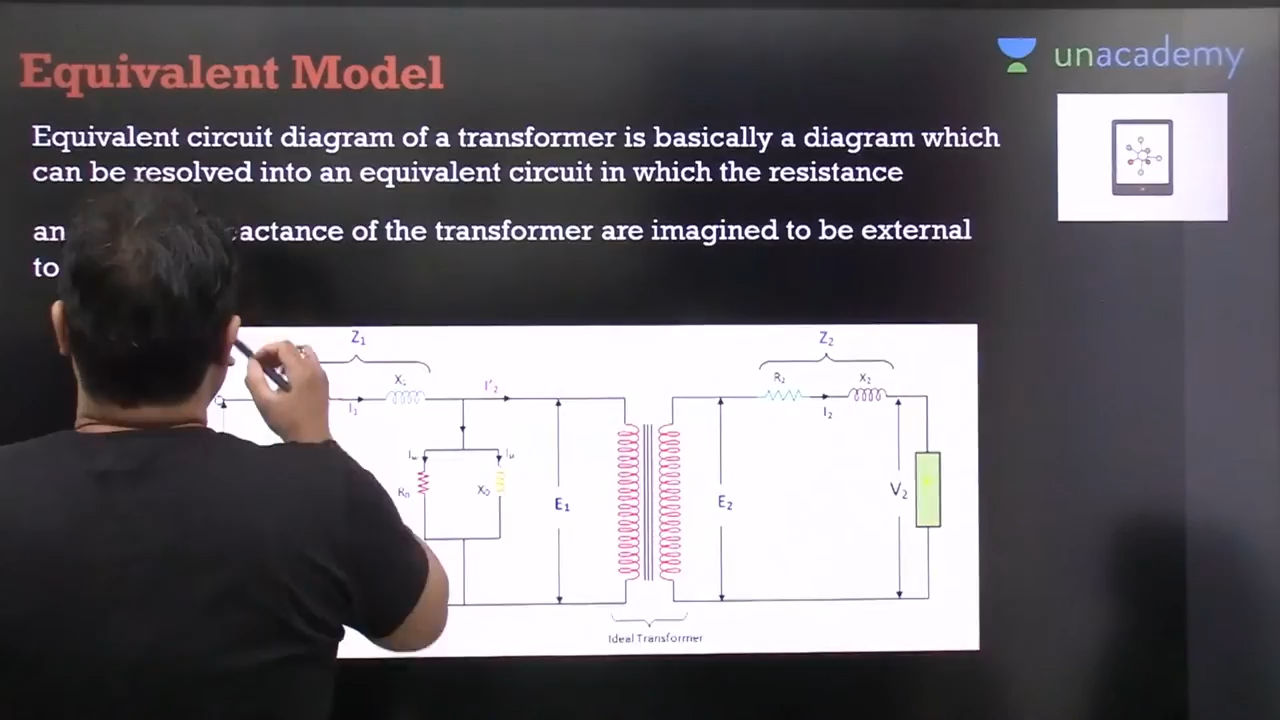 Equivalent Model
unacademy
Equivalent circuit diagram of a transformer is basically a diagram which
can be resolved into an equivalent circuit in which the resistance
an actance of the transformer are imagined to be external
to
Z₁
Z₂
X₁
I'₂
R₂
X₂
I₁
I₂
Iw
Iμ
R₀
X₀
E₁
E₂
V₂
Ideal Transformer